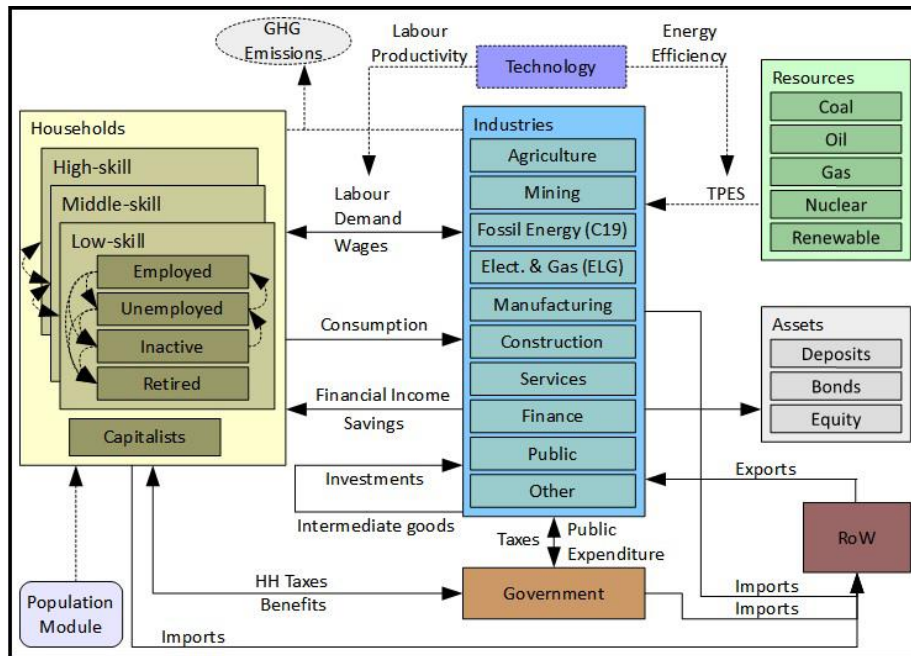 GHG
Emissions
Labour
Productivity
Technology
Energy
Efficiency
Resources
Coal
Oil
Gas
Nuclear
Renewable
TPES
Households
High-skill
Middle-skill
Low-skill
Employed
Unemployed
Inactive
Retired
Capitalists
Labour
Demand
Wages
Consumption
Financial Income
Savings
Investments
Intermediate goods
Industries
Agriculture
Mining
Fossil Energy (C19)
Elect. & Gas (ELG)
Manufacturing
Construction
Services
Finance
Public
Other
Assets
Deposits
Bonds
Equity
Exports
RoW
Taxes
Public
Expenditure
HH Taxes
Benefits
Government
Imports
Imports
Population
Module
Imports